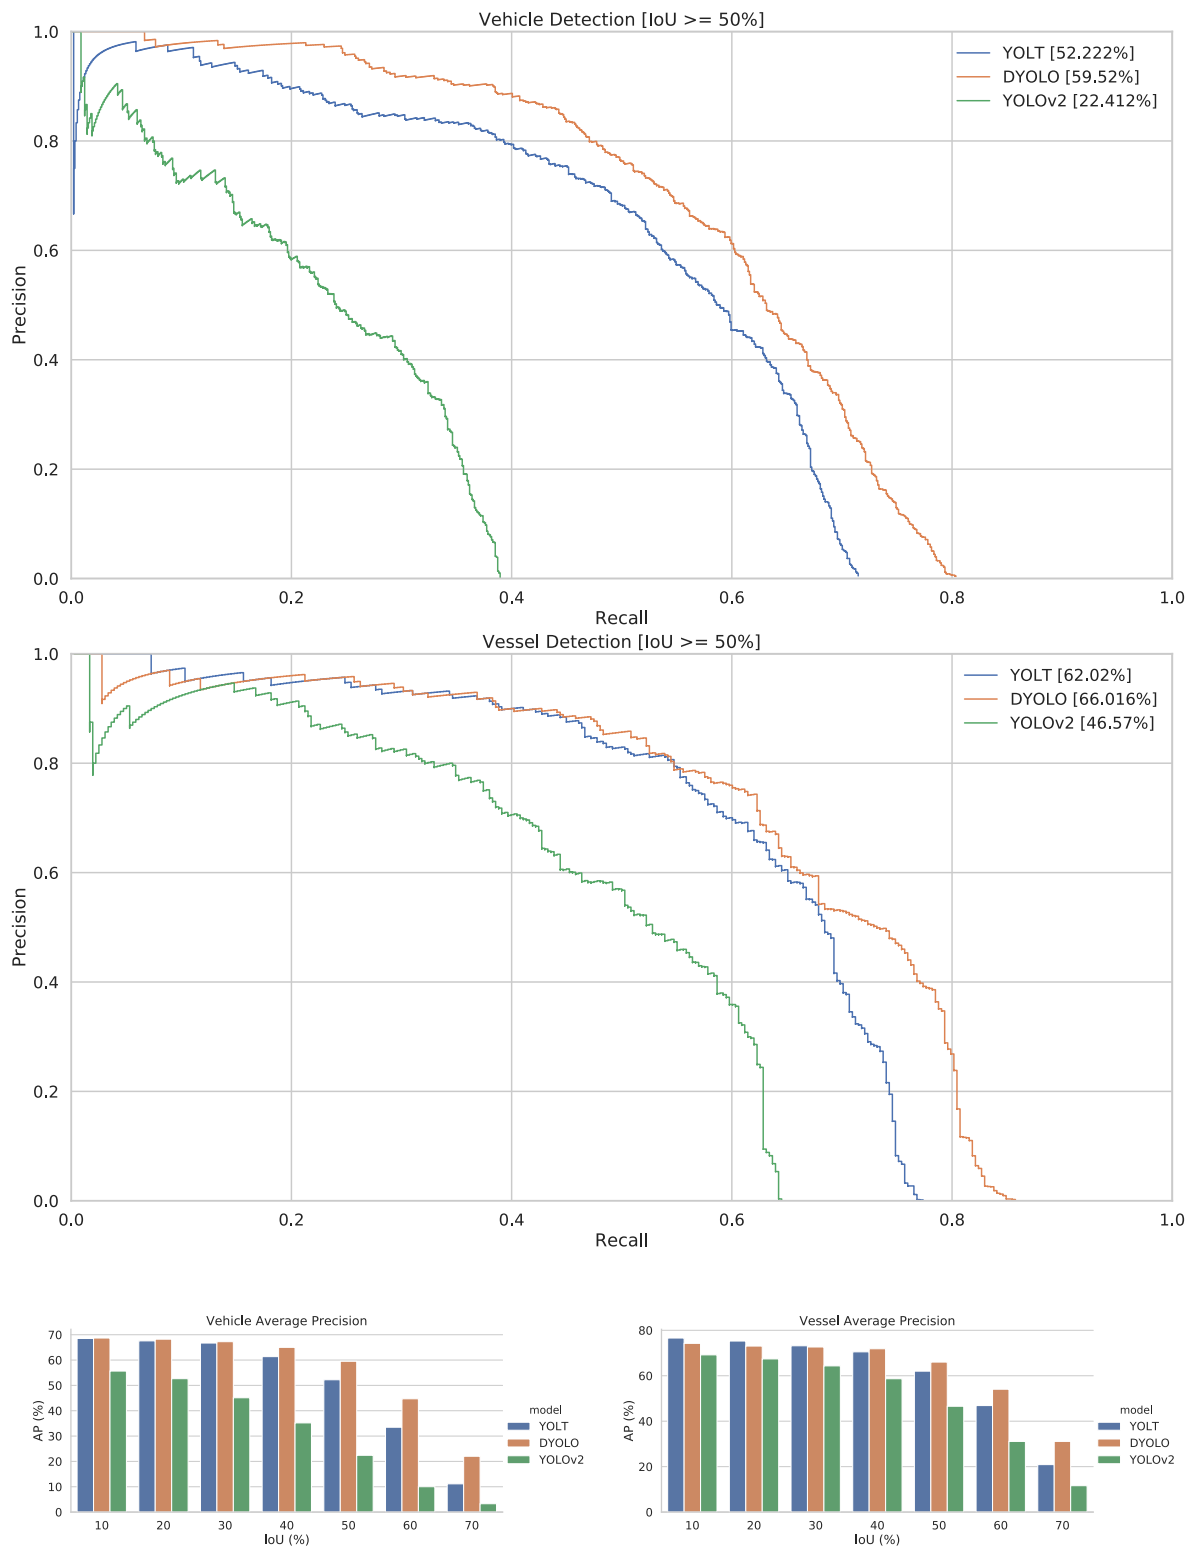 Vehicle Detection [IoU >= 50%]
1.0
0.8
0.6
0.4
0.2
0.0
Precision
YOLT [52.222%]
DYOLO [59.52%]
YOLOv2 [22.412%]
0.0 0.2 0.4 0.6 0.8 1.0
Recall
Vessel Detection [IoU >= 50%]
1.0
0.8
0.6
0.4
0.2
0.0
Precision
YOLT [62.02%]
DYOLO [66.016%]
YOLOv2 [46.57%]
0.0 0.2 0.4 0.6 0.8 1.0
Recall
Vehicle Average Precision
70
60
50
40
30
20
10
0
AP (%)
10 20 30 40 50 60 70
IoU (%)
model
YOLT
DYOLO
YOLOv2
Vessel Average Precision
80
60
40
20
0
AP (%)
10 20 30 40 50 60 70
IoU (%)
model
YOLT
DYOLO
YOLOv2